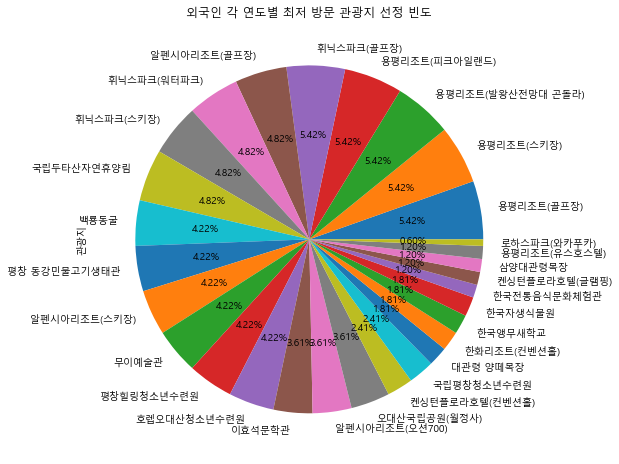 외국인 각 연도별 최저 방문 관광지 선정 빈도
관광지
용평리조트(골프장)
5.42%
용평리조트(스키장)
5.42%
용평리조트(발왕산전망대 곤돌라)
5.42%
용평리조트(피크아일랜드)
5.42%
휘닉스파크(골프장)
5.42%
알펜시아리조트(골프장)
4.82%
휘닉스파크(워터파크)
4.82%
휘닉스파크(스키장)
4.82%
국립두타산자연휴양림
4.82%
백룡동굴
4.22%
평창 동강민물고기생태관
4.22%
알펜시아리조트(스키장)
4.22%
무이예술관
4.22%
평창힐링청소년수련원
4.22%
호렙오대산청소년수련원
4.22%
이효석문학관
3.61%
알펜시아리조트(오션700)
3.61%
오대산국립공원(월정사)
3.61%
켄싱턴플로라호텔(컨벤션홀)
2.41%
국립평창청소년수련원
2.41%
대관령 양떼목장
1.81%
한화리조트(컨벤션홀)
1.81%
한국앵무새학교
1.81%
한국자생식물원
1.81%
한국전통음식문화체험관
1.20%
켄싱턴플로라호텔(글램핑)
1.20%
삼양대관령목장
1.20%
용평리조트(유스호스텔)
1.20%
로하스파크(와카푸카)
0.60%